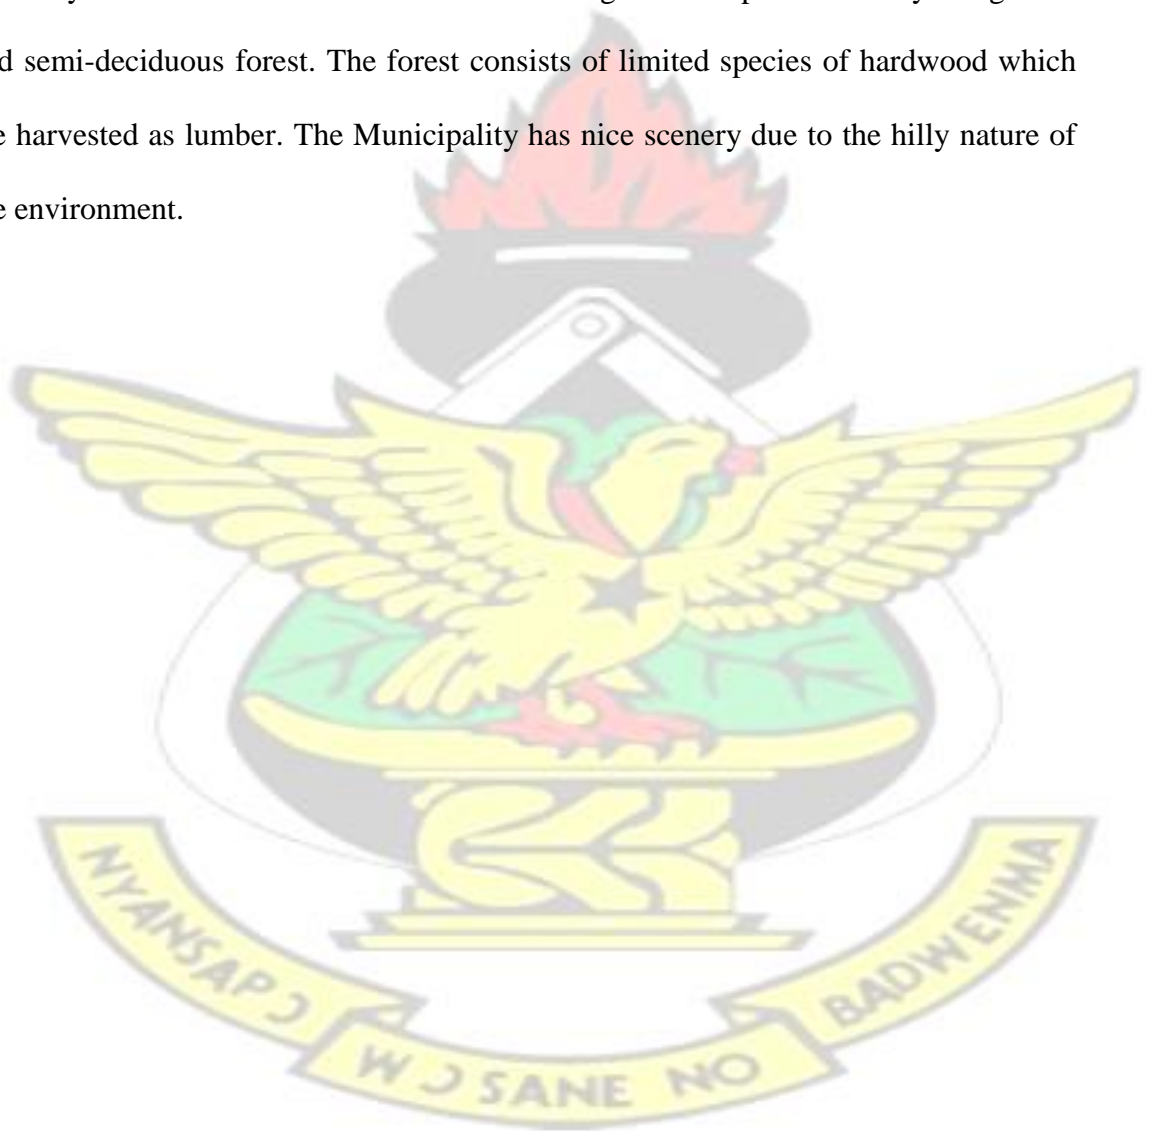 semi-deciduous forest. The forest consists of limited species of hardwood which
harvested as lumber. The Municipality has nice scenery due to the hilly nature of
environment.
NYANSAPƆ
WƆSANE NO
BADWENMA